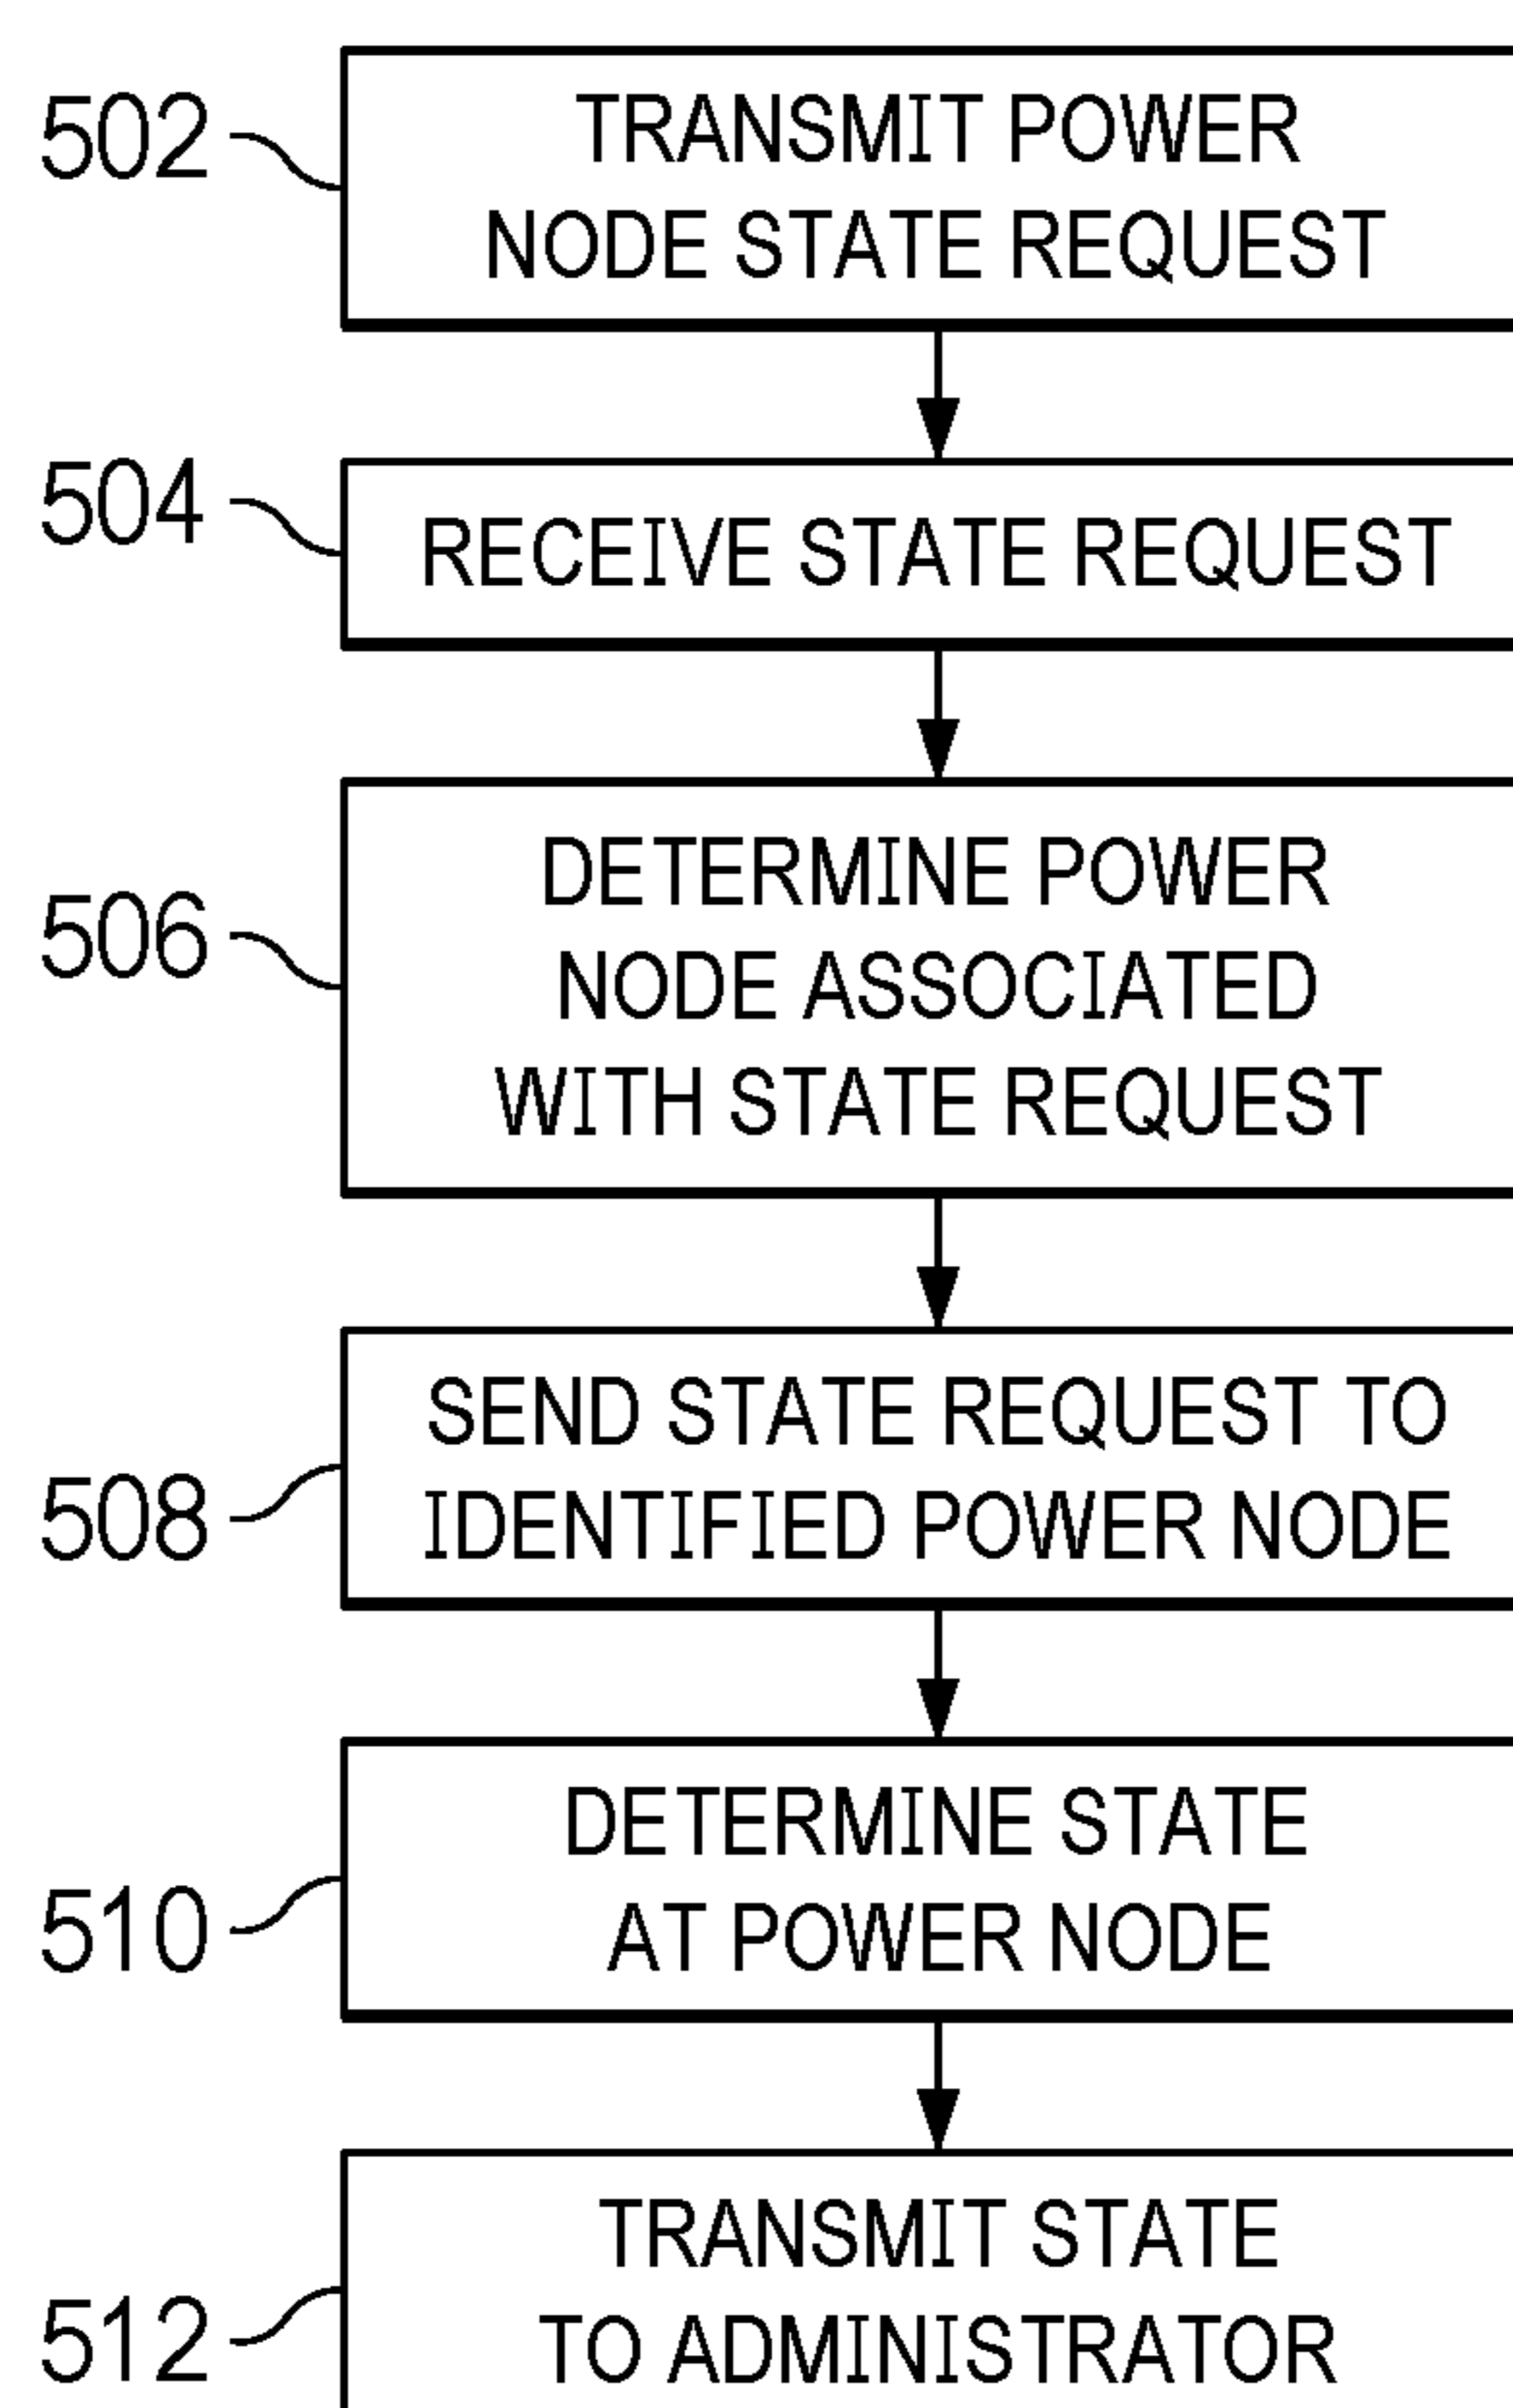 502
TRANSMIT POWER
NODE STATE REQUEST
504
RECEIVE STATE REQUEST
506
DETERMINE POWER
NODE ASSOCIATED
WITH STATE REQUEST
508
SEND STATE REQUEST TO
IDENTIFIED POWER NODE
510
DETERMINE STATE
AT POWER NODE
512
TRANSMIT STATE
TO ADMINISTRATOR